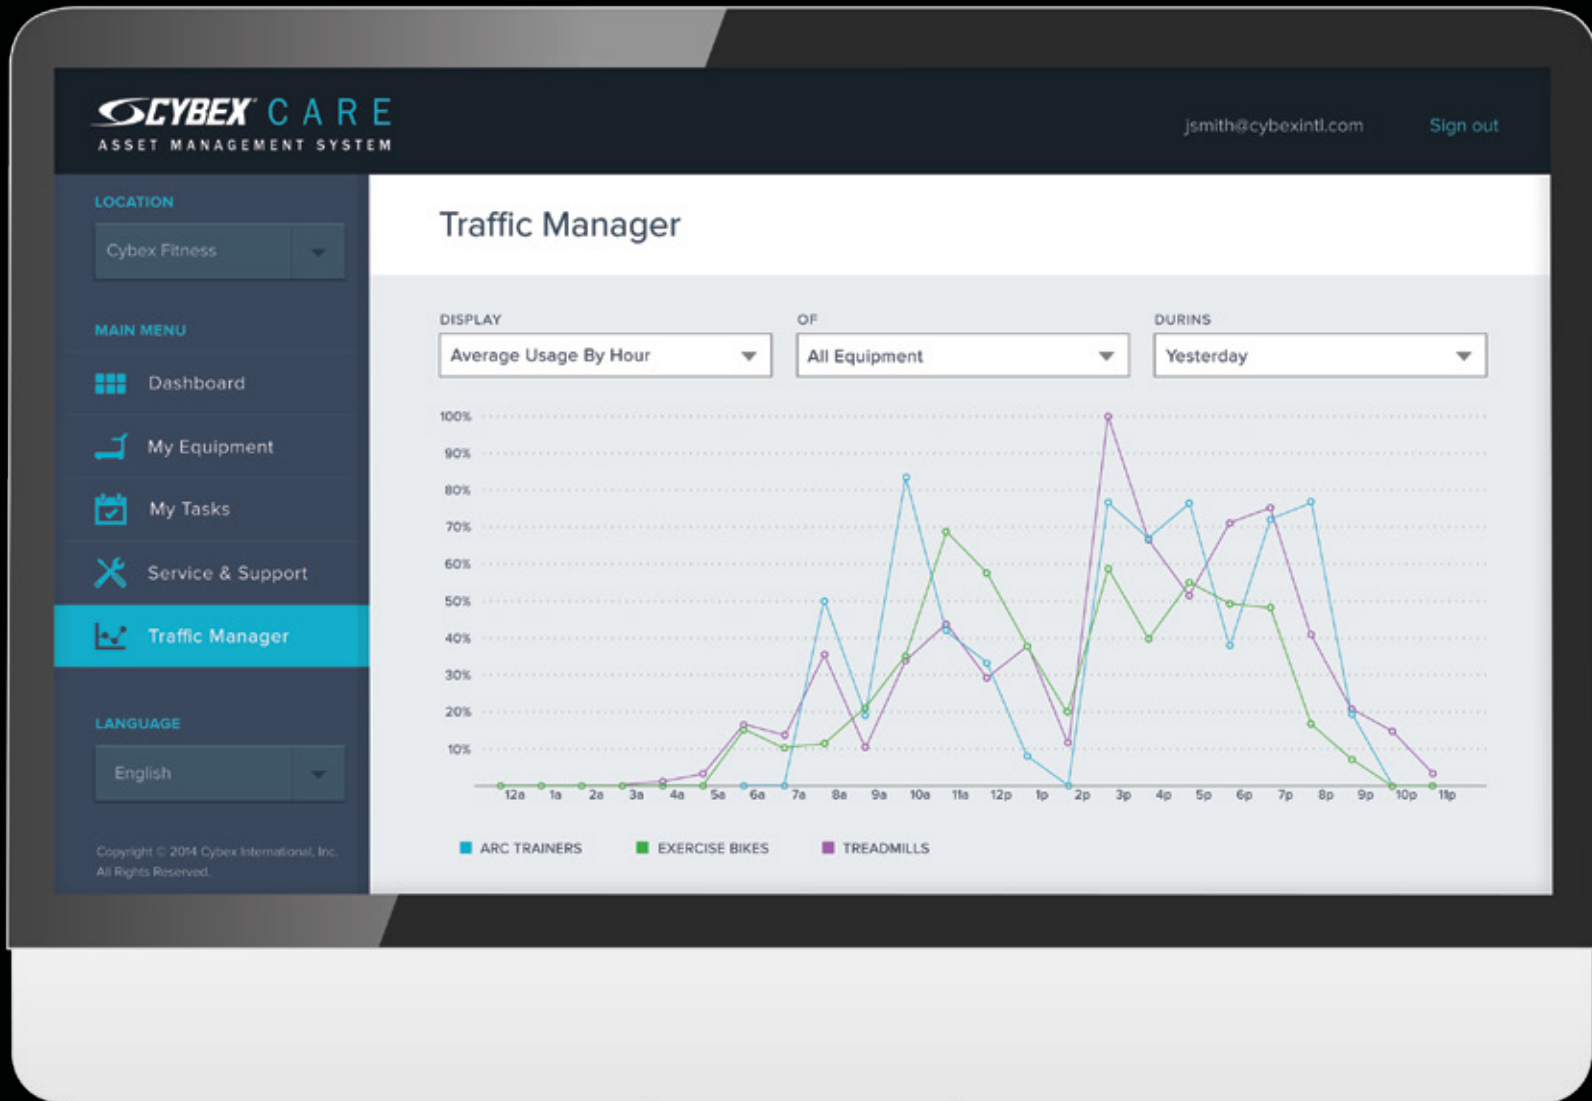 CYBEX CARE
ASSET MANAGEMENT SYSTEM
jsmith@cybexintl.com
Sign out
LOCATION
Cybex Fitness
MAIN MENU
Dashboard
My Equipment
My Tasks
Service & Support
Traffic Manager
LANGUAGE
English
Copyright © 2014 Cybex International, Inc.
All Rights Reserved.
Traffic Manager
DISPLAY
Average Usage By Hour
OF
All Equipment
DURINS
Yesterday
100%
90%
80%
70%
60%
50%
40%
30%
20%
10%
12a 1a 2a 3a 4a 5a 6a 7a 8a 9a 10a 11a 12p 1p 2p 3p 4p 5p 6p 7p 8p 9p 10p 11p
ARC TRAINERS
EXERCISE BIKES
TREADMILLS